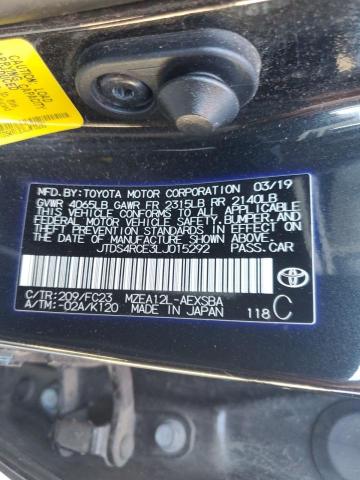 CAUTION: LOAD
MFD.BY:TOYOTA MOTOR CORPORATION 03/19
GVWR 4065LB GAWR FR 2315LB RR 2140LB
THIS VEHICLE CONFORMS TO ALL APPLICABLE
FEDERAL MOTOR VEHICLE SAFETY,BUMPER,AND
THEFT PREVENTION STANDARDS IN EFFECT ON
THE DATE OF MANUFACTURE SHOWN ABOVE.
JTDS4RCE3LJ015292 PASS.CAR
C/TR:209/FC23 MZEA12L-AEXSBA
A/TM:-02A/K120 MADE IN JAPAN 118 C